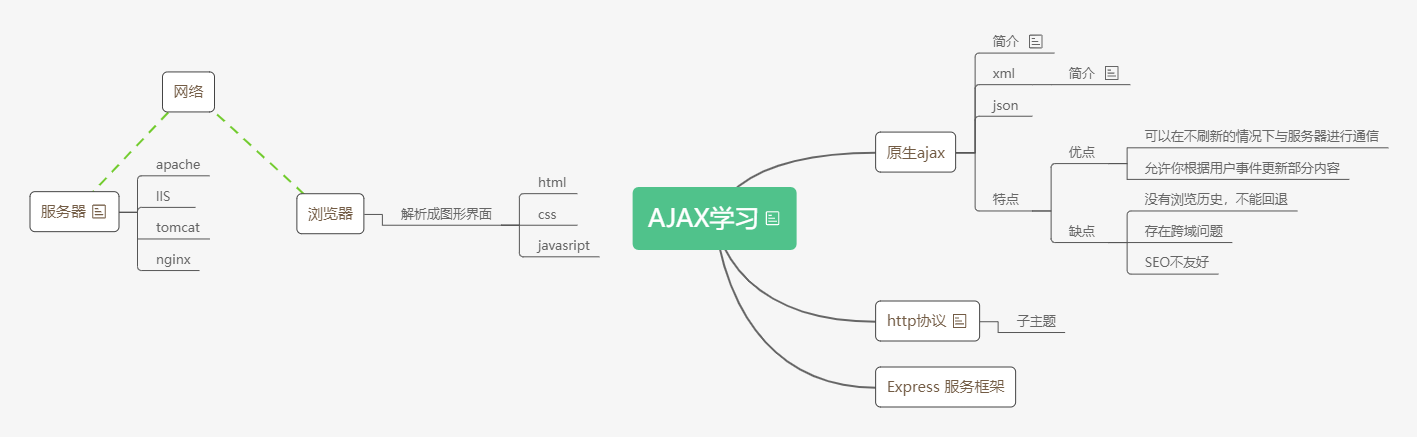 网络
服务器
apache
IIS
tomcat
nginx
浏览器
解析成图形界面
html
css
javasript
AJAX学习
原生ajax
简介
xml
简介
json
特点
优点
可以在不刷新的情况下与服务器进行通信
允许你根据用户事件更新部分内容
缺点
没有浏览历史，不能回退
存在跨域问题
SEO不友好
http协议
子主题
Express 服务框架